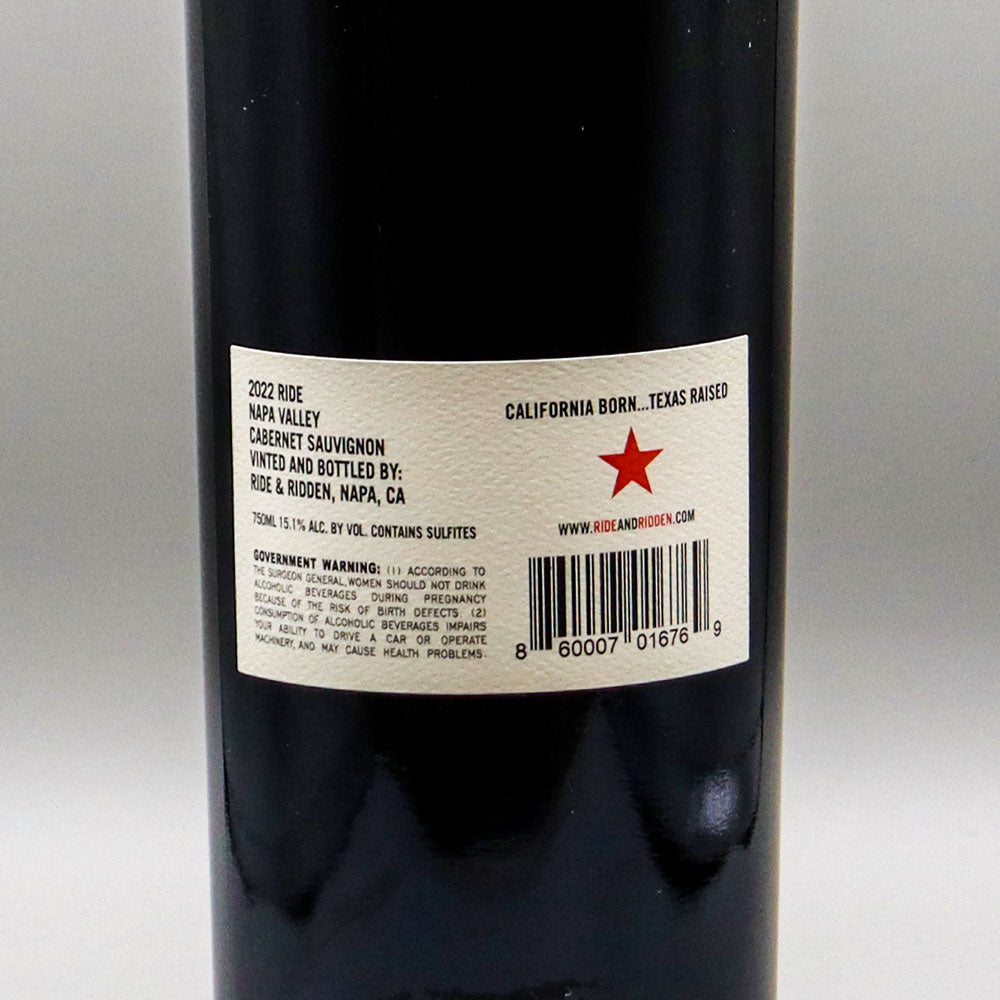 2022 RIDE
NAPA VALLEY
CABERNET SAUVIGNON
VINTED AND BOTTLED BY:
RIDE & RIDDEN, NAPA, CA
750ML 15.1% ALC. BY VOL. CONTAINS SULFITES
GOVERNMENT WARNING: (1) ACCORDING TO
THE SURGEON GENERAL, WOMEN SHOULD NOT DRINK
ALCOHOLIC BEVERAGES DURING PREGNANCY
BECAUSE OF THE RISK OF BIRTH DEFECTS. (2)
CONSUMPTION OF ALCOHOLIC BEVERAGES IMPAIRS
YOUR ABILITY TO DRIVE A CAR OR OPERATE
MACHINERY, AND MAY CAUSE HEALTH PROBLEMS.
CALIFORNIA BORN...TEXAS RAISED
WWW.RIDEANDRIDDEN.COM
8 60007 01676 9